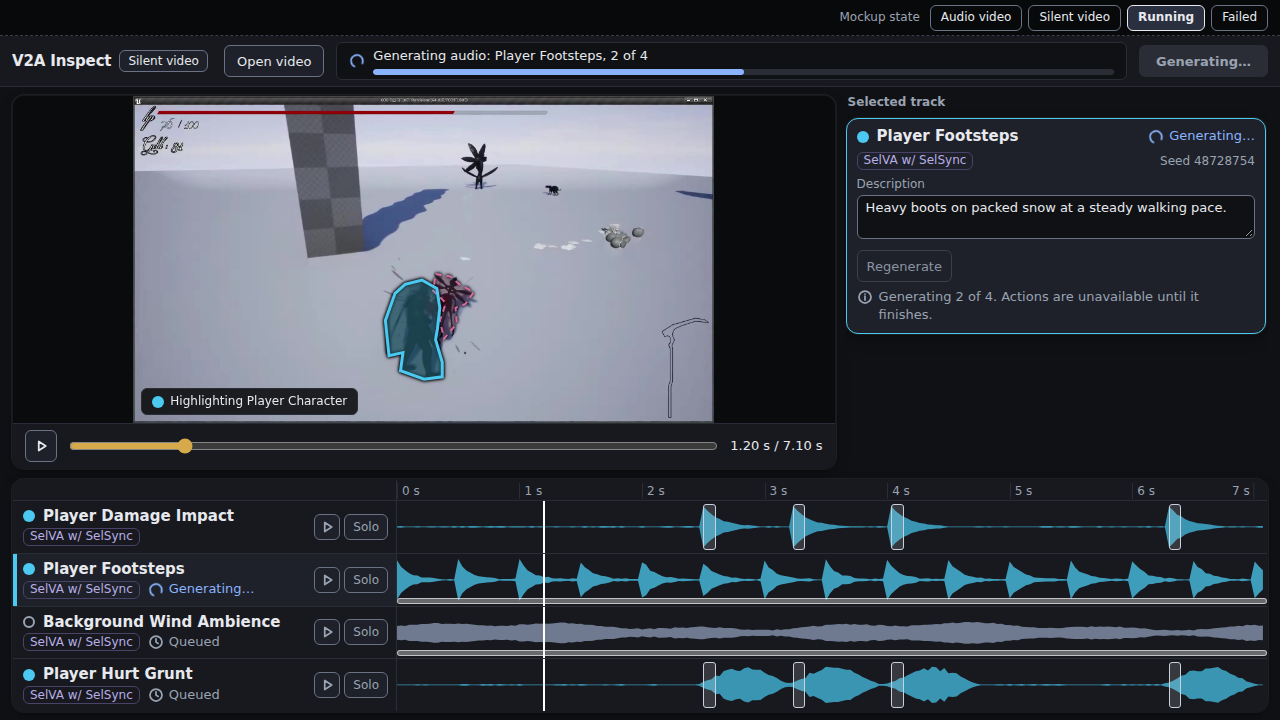 Mockup state Audio video Silent video Running Failed
V2A Inspect Silent video Open video Generating audio: Player Footsteps, 2 of 4 Generating…
Selected track
Player Footsteps Generating…
SelVA w/ SelSync Seed 48728754
Description
Heavy boots on packed snow at a steady walking pace.
Regenerate
Generating 2 of 4. Actions are unavailable until it
finishes.
Highlighting Player Character
1.20 s / 7.10 s
0 s 1 s 2 s 3 s 4 s 5 s 6 s 7 s
Player Damage Impact
SelVA w/ SelSync
Solo
Player Footsteps
SelVA w/ SelSync Generating…
Solo
Background Wind Ambience
SelVA w/ SelSync Queued
Solo
Player Hurt Grunt
SelVA w/ SelSync Queued
Solo